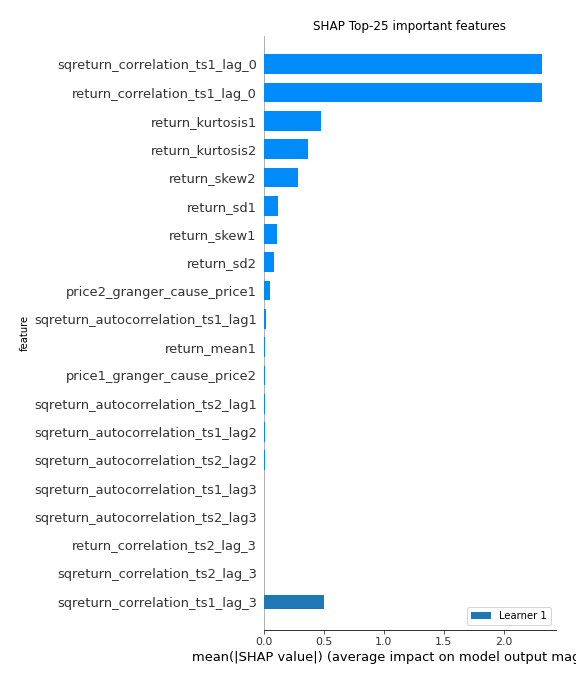 SHAP Top-25 important features
sqreturn_correlation_ts1_lag_0
return_correlation_ts1_lag_0
return_kurtosis1
return_kurtosis2
return_skew2
return_sd1
return_skew1
return_sd2
price2_granger_cause_price1
sqreturn_autocorrelation_ts1_lag1
return_mean1
price1_granger_cause_price2
sqreturn_autocorrelation_ts2_lag1
sqreturn_autocorrelation_ts1_lag2
sqreturn_autocorrelation_ts2_lag2
sqreturn_autocorrelation_ts1_lag3
sqreturn_autocorrelation_ts2_lag3
return_correlation_ts2_lag_3
sqreturn_correlation_ts2_lag_3
sqreturn_correlation_ts1_lag_3
feature
Learner 1
0.0 0.5 1.0 1.5 2.0
mean(|SHAP value|) (average impact on model output mag